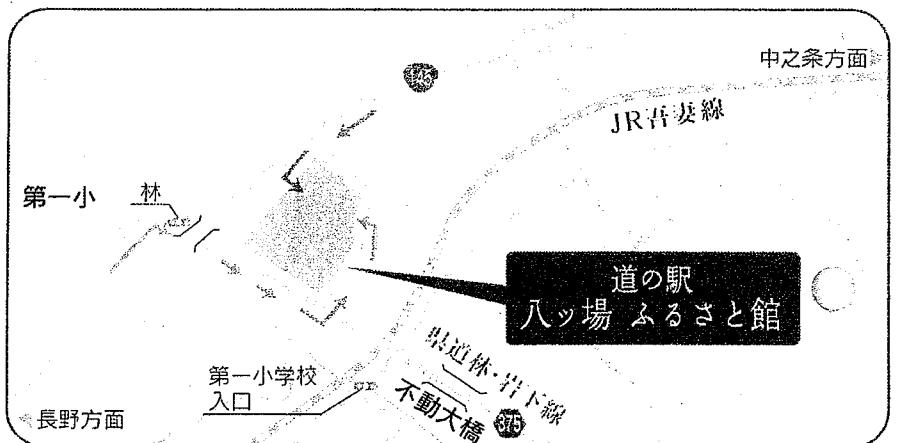 中之条方面
145
JR吾妻線
第一小
林
道の駅
八ッ場 ふるさと館
県道林・岩下線
第一小学校
入口
不動大橋
375
長野方面